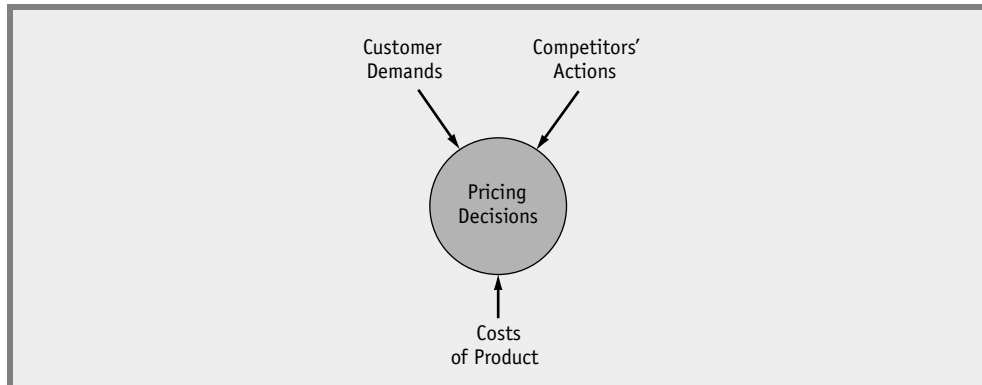 Customer
Demands
Competitors’
Actions
Pricing
Decisions
Costs
of Product